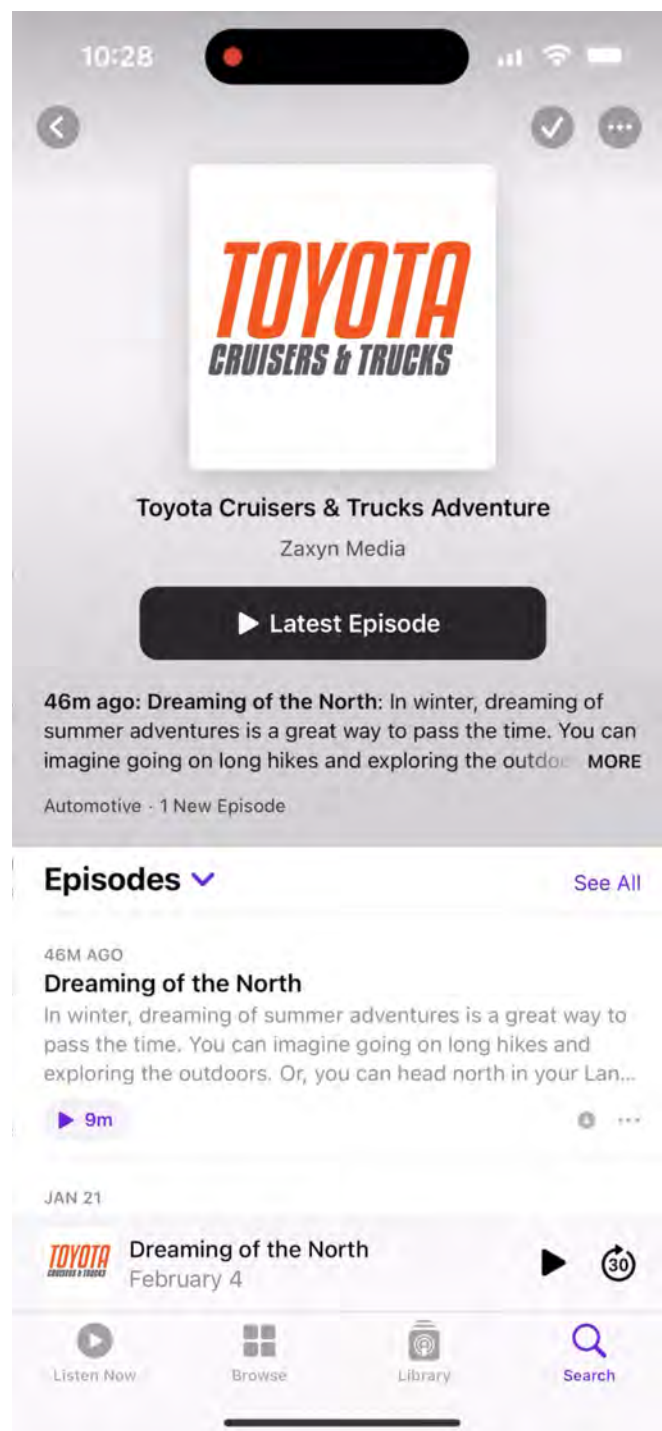 10:28
TOYOTA
CRUISERS & TRUCKS
Toyota Cruisers & Trucks Adventure
Zaxyn Media
Latest Episode
46m ago: Dreaming of the North: In winter, dreaming of
summer adventures is a great way to pass the time. You can
imagine going on long hikes and exploring the outdoo MORE
Automotive · 1 New Episode
Episodes
See All
46M AGO
Dreaming of the North
In winter, dreaming of summer adventures is a great way to
pass the time. You can imagine going on long hikes and
exploring the outdoors. Or, you can head north in your Lan...
9m
JAN 21
TOYOTA
CRUISERS & TRUCKS
Dreaming of the North
February 4
30
Listen Now
Browse
Library
Search